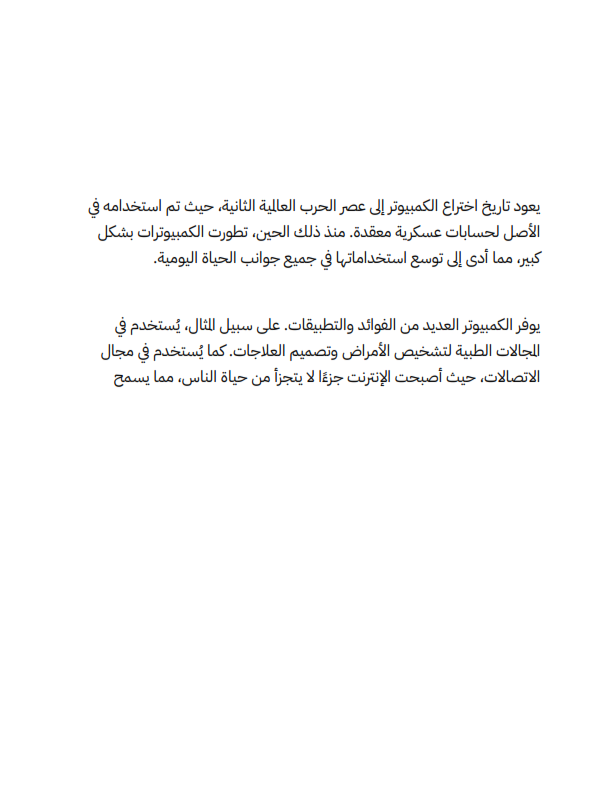 يعود تاريخ اختراع الكمبيوتر إلى عصر الحرب العالمية الثانية، حيث تم استخدامه في
الأصل لحسابات عسكرية معقدة. منذ ذلك الحين، تطورت الكمبيوترات بشكل
كبير، مما أدى إلى توسع استخداماتها في جميع جوانب الحياة اليومية.
يوفر الكمبيوتر العديد من الفوائد والتطبيقات. على سبيل المثال، يُستخدم في
المجالات الطبية لتشخيص الأمراض وتصميم العلاجات. كما يُستخدم في مجال
الاتصالات، حيث أصبحت الإنترنت جزءًا لا يتجزأ من حياة الناس، مما يسمح